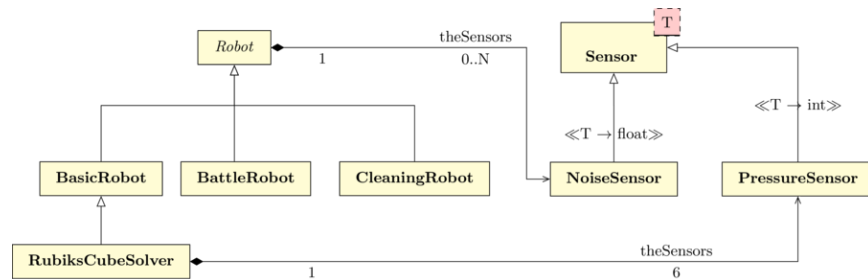 Robot
theSensors
1
0..N
T
Sensor
≪T → float≫
≪T → int≫
BasicRobot
BattleRobot
CleaningRobot
NoiseSensor
PressureSensor
RubiksCubeSolver
theSensors
1
6